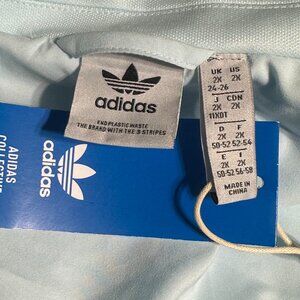 adidas
END PLASTIC WASTE
THE BRAND WITH THE 3 STRIPES
UK US
2X 2X
24-26
J CDN
2X 2X
11XOT
D F
2X 2X
50-52 52-54
E I
2X 2X
50-52 56-58
MADE IN
CHINA
adidas
ADIDAS